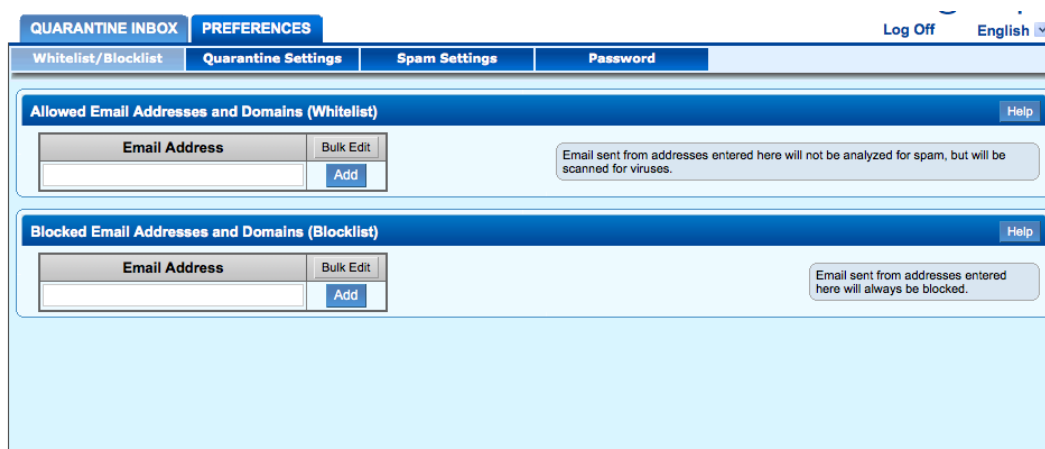 QUARANTINE INBOX PREFERENCES Log Off English
Whitelist/Blocklist Quarantine Settings Spam Settings Password
Allowed Email Addresses and Domains (Whitelist) Help
Email Address Bulk Edit
Add
Email sent from addresses entered here will not be analyzed for spam, but will be
scanned for viruses.
Blocked Email Addresses and Domains (Blocklist) Help
Email Address Bulk Edit
Add
Email sent from addresses entered
here will always be blocked.